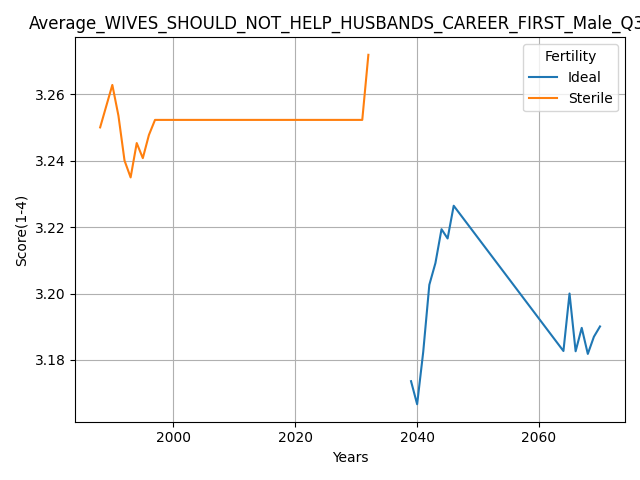 Average_WIVES_SHOULD_NOT_HELP_HUSBANDS_CAREER_FIRST_Male_Q3
Fertility
Ideal
Sterile
3.26
3.24
3.22
3.20
3.18
Score(1-4)
2000 2020 2040 2060
Years